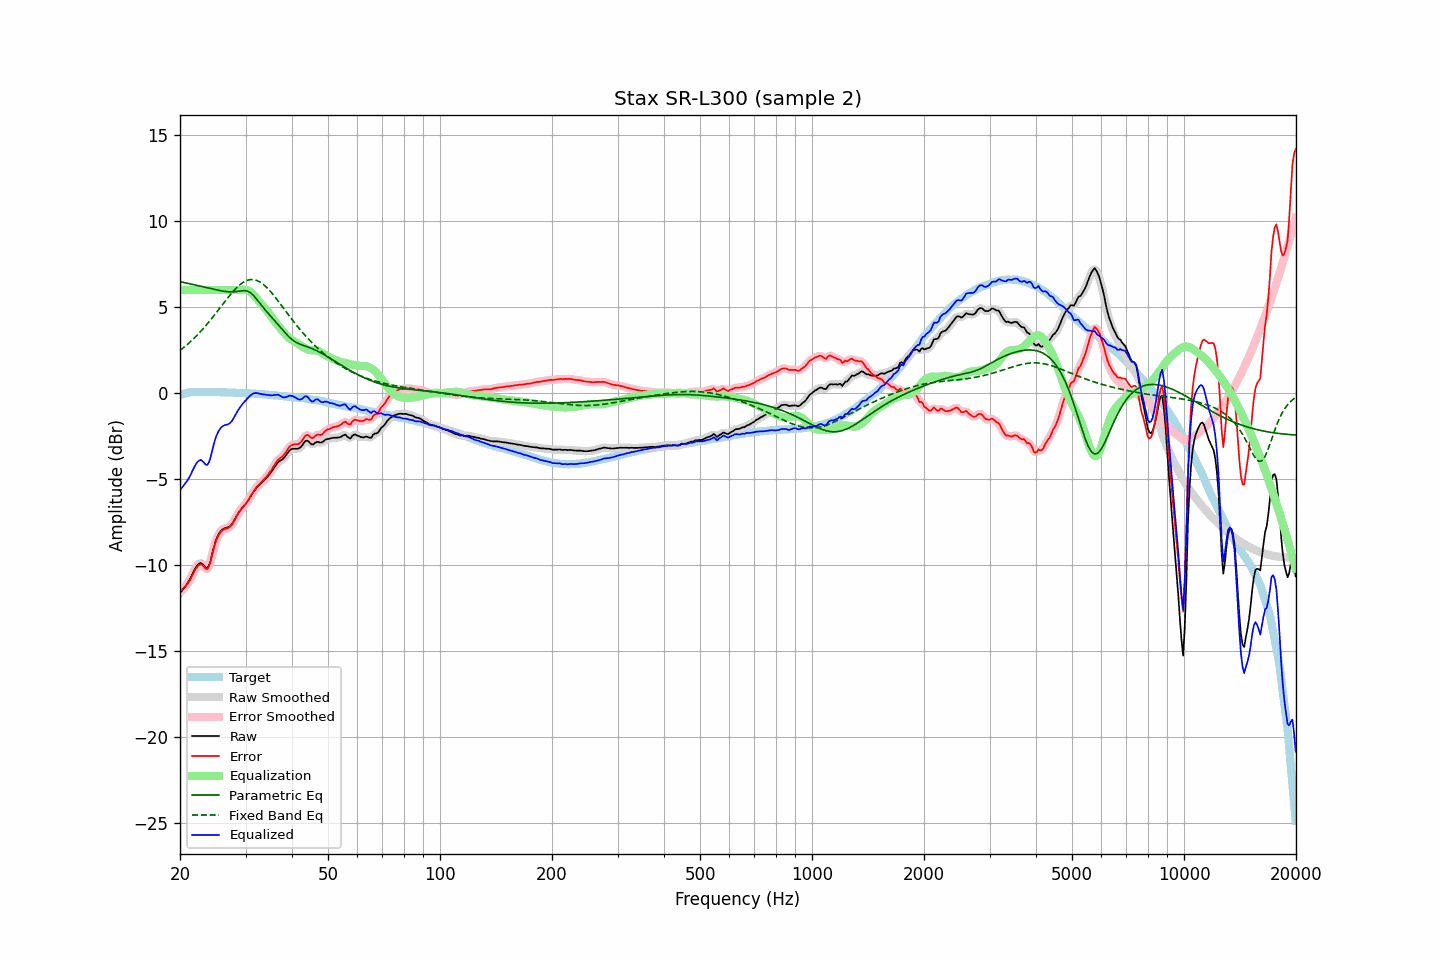 Stax SR-L300 (sample 2)
15
10
5
0
−5
−10
−15
−20
−25
Amplitude (dBr)
Target
Raw Smoothed
Error Smoothed
Raw
Error
Equalization
Parametric Eq
Fixed Band Eq
Equalized
20 50 100 200 500 1000 2000 5000 10000 20000
Frequency (Hz)